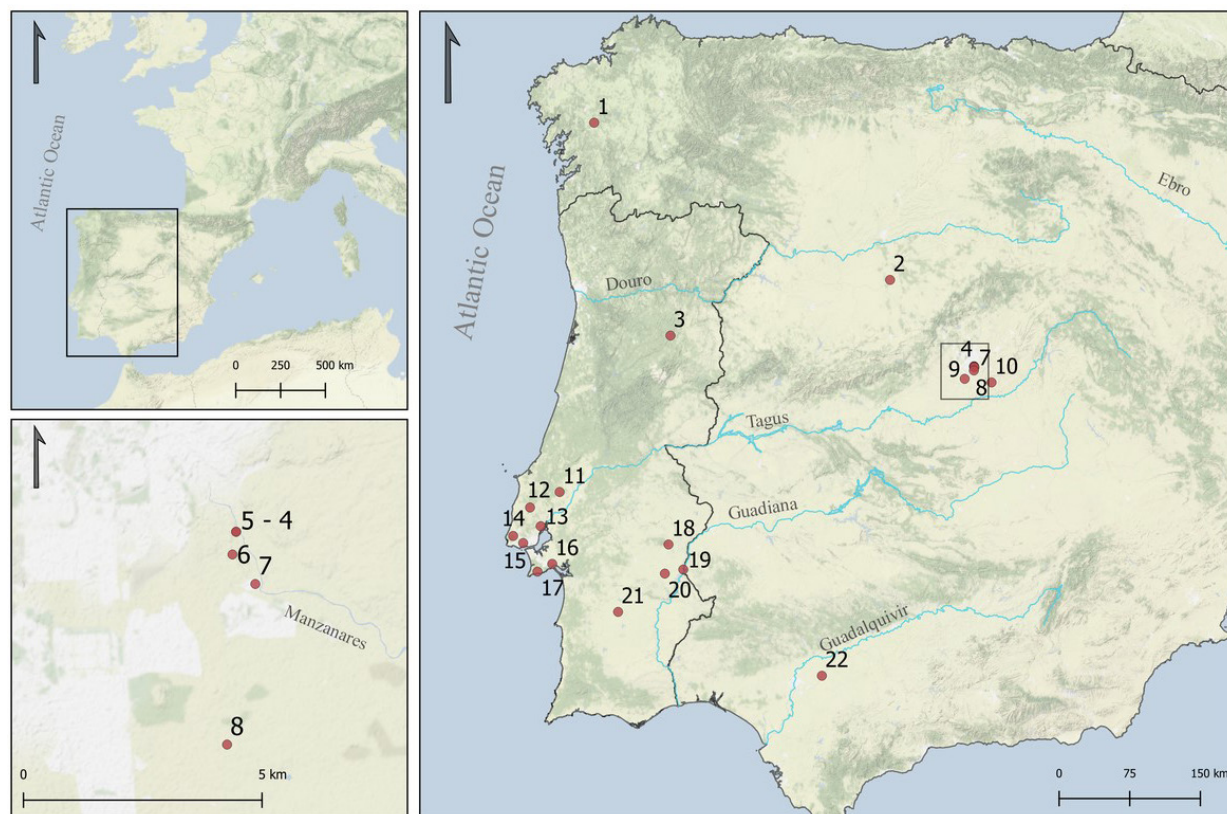 Atlantic Ocean
0 250 500 km
5 - 4
6
7
Manzanares
8
0 5 km
Atlantic Ocean
1
Ebro
2
Douro
3
4
7
9
10
8
Tagus
11
12
13
Guadiana
14
15
16
17
18
19
20
21
Guadalquivir
22
0 75 150 km